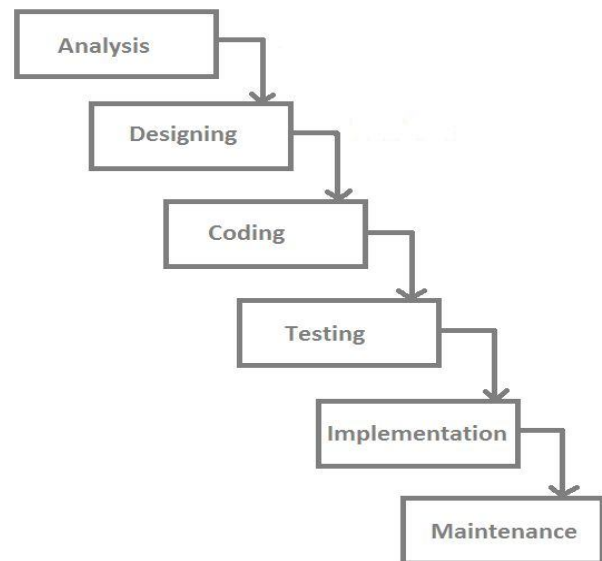 Analysis
Designing
Coding
Testing
Implementation
Maintenance